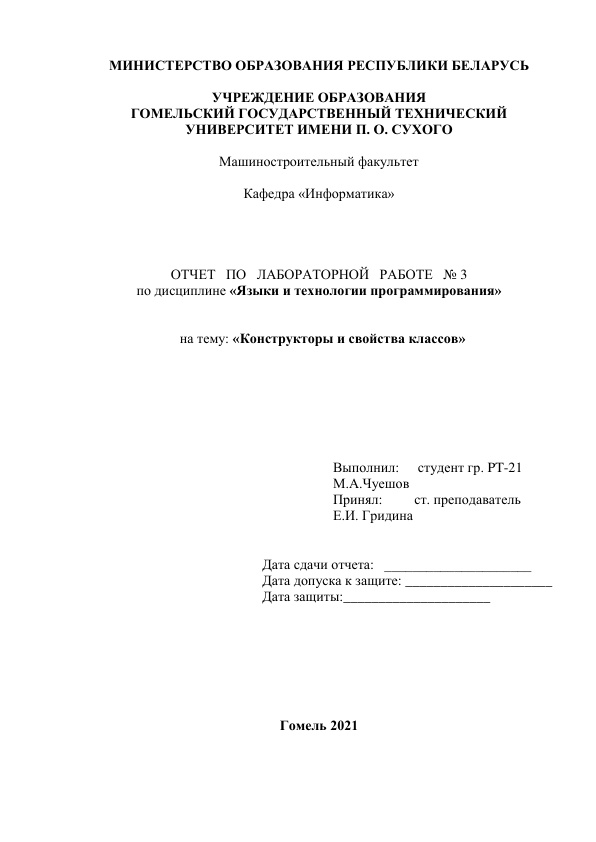 МИНИСТЕРСТВО ОБРАЗОВАНИЯ РЕСПУБЛИКИ БЕЛАРУСЬ
УЧРЕЖДЕНИЕ ОБРАЗОВАНИЯ
ГОМЕЛЬСКИЙ ГОСУДАРСТВЕННЫЙ ТЕХНИЧЕСКИЙ
УНИВЕРСИТЕТ ИМЕНИ П. О. СУХОГО
Машиностроительный факультет
Кафедра «Информатика»
ОТЧЕТ ПО ЛАБОРАТОРНОЙ РАБОТЕ № 3
по дисциплине «Языки и технологии программирования»
на тему: «Конструкторы и свойства классов»
Выполнил: студент гр. РТ-21
М.А.Чуешов
Принял: ст. преподаватель
Е.И. Гридина
Дата сдачи отчета: _____________________
Дата допуска к защите: _____________________
Дата защиты:_____________________
Гомель 2021